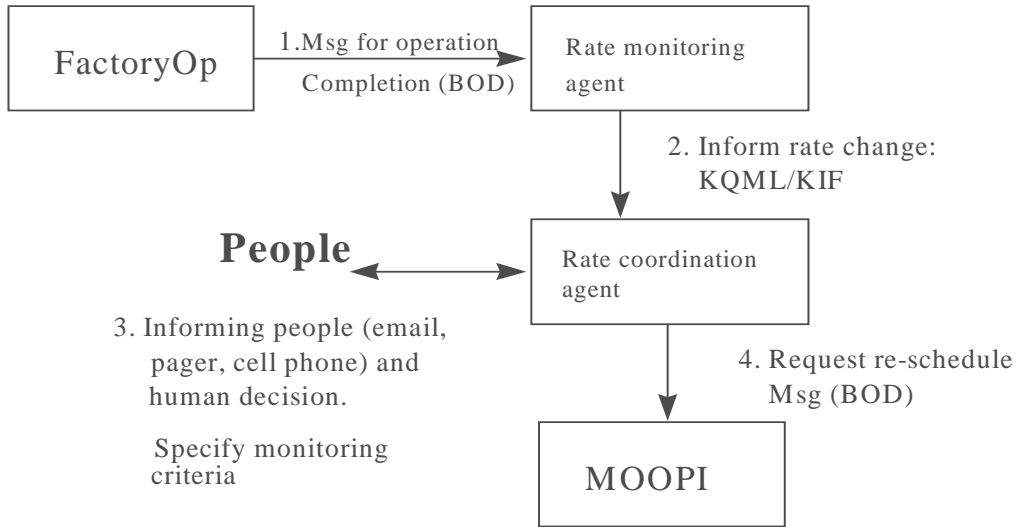 FactoryOp
1.Msg for operation
Completion (BOD)
Rate monitoring
agent
2. Inform rate change:
KQML/KIF
People
Rate coordination
agent
3. Informing people (email,
pager, cell phone) and
human decision.
Specify monitoring
criteria
4. Request re-schedule
Msg (BOD)
MOOPI